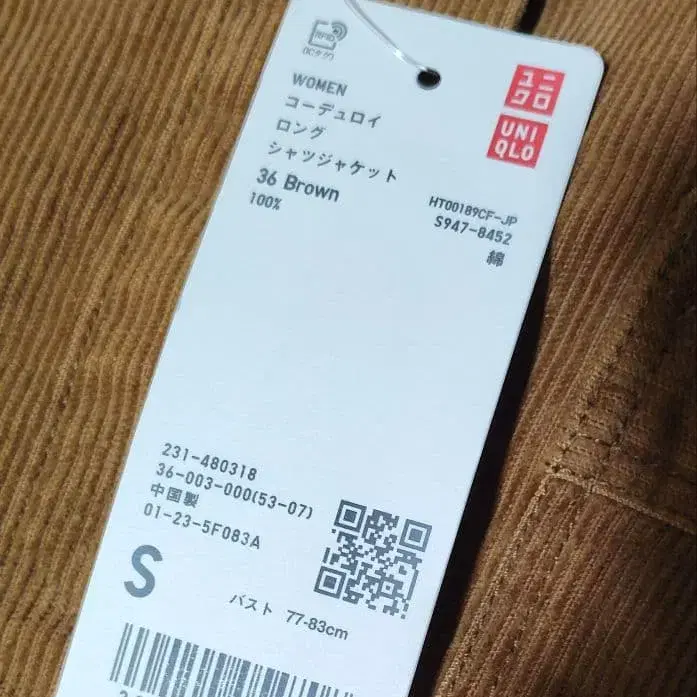 RFID
WOMEN
コーデュロイ
ロング
シャツジャケット
36 Brown
100%
ユニ
クロ
UNI
QLO
HT00189CF-JP
S947-8452
綿
231-480318
36-003-000(53-07)
中国製
01-23-5F083A
S
バスト 77-83cm